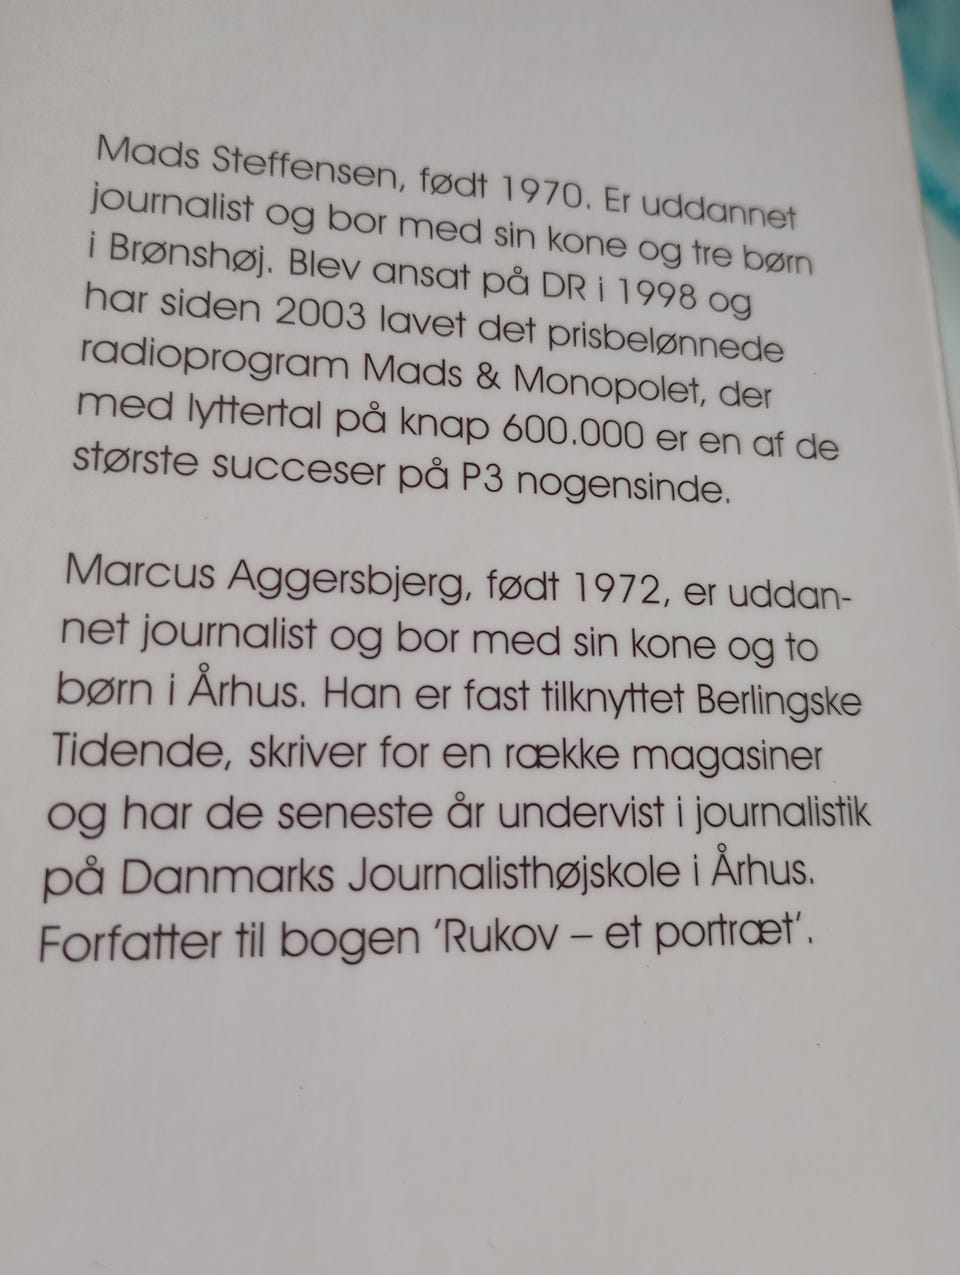 Mads Steffensen, født 1970. Er uddannet
journalist og bor med sin kone og tre børn
i Brønshøj. Blev ansat på DR i 1998 og
har siden 2003 lavet det prisbelønnede
radioprogram Mads & Monopolet, der
med lyttertal på knap 600.000 er en af de
største succeser på P3 nogensinde.
Marcus Aggersbjerg, født 1972, er uddan-
net journalist og bor med sin kone og to
børn i Århus. Han er fast tilknyttet Berlingske
Tidende, skriver for en række magasiner
og har de seneste år undervist i journalistik
på Danmarks Journalisthøjskole i Århus.
Forfatter til bogen ’Rukov – et portræt’.